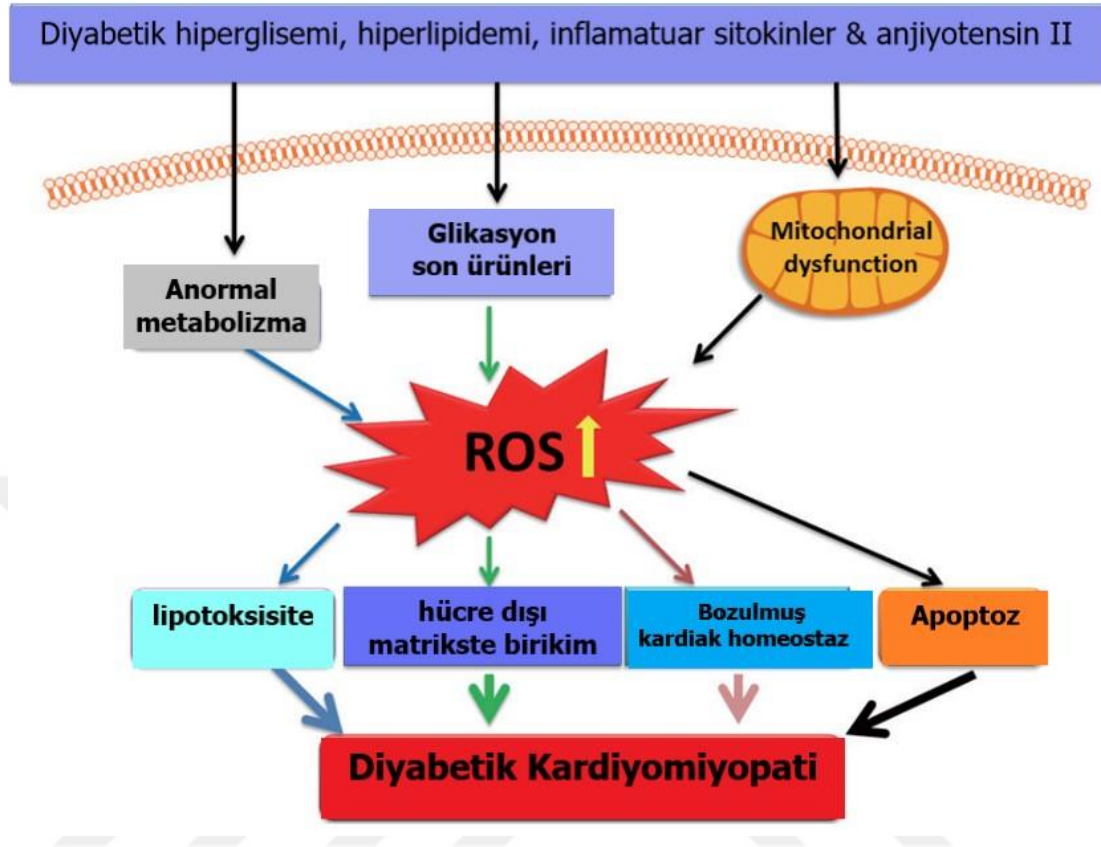 Diyabetik hiperglisemi, hiperlipidemi, inflamatuar sitokinler & anjiyotensin II
Glikasyon
son ürünleri
Mitochondrial
dysfunction
Anormal
metabolizma
ROS
lipotoksisite
hücre dışı
matrikste birikim
Bozulmuş
kardiak homeostaz
Apoptoz
Diyabetik Kardiyomiyopati